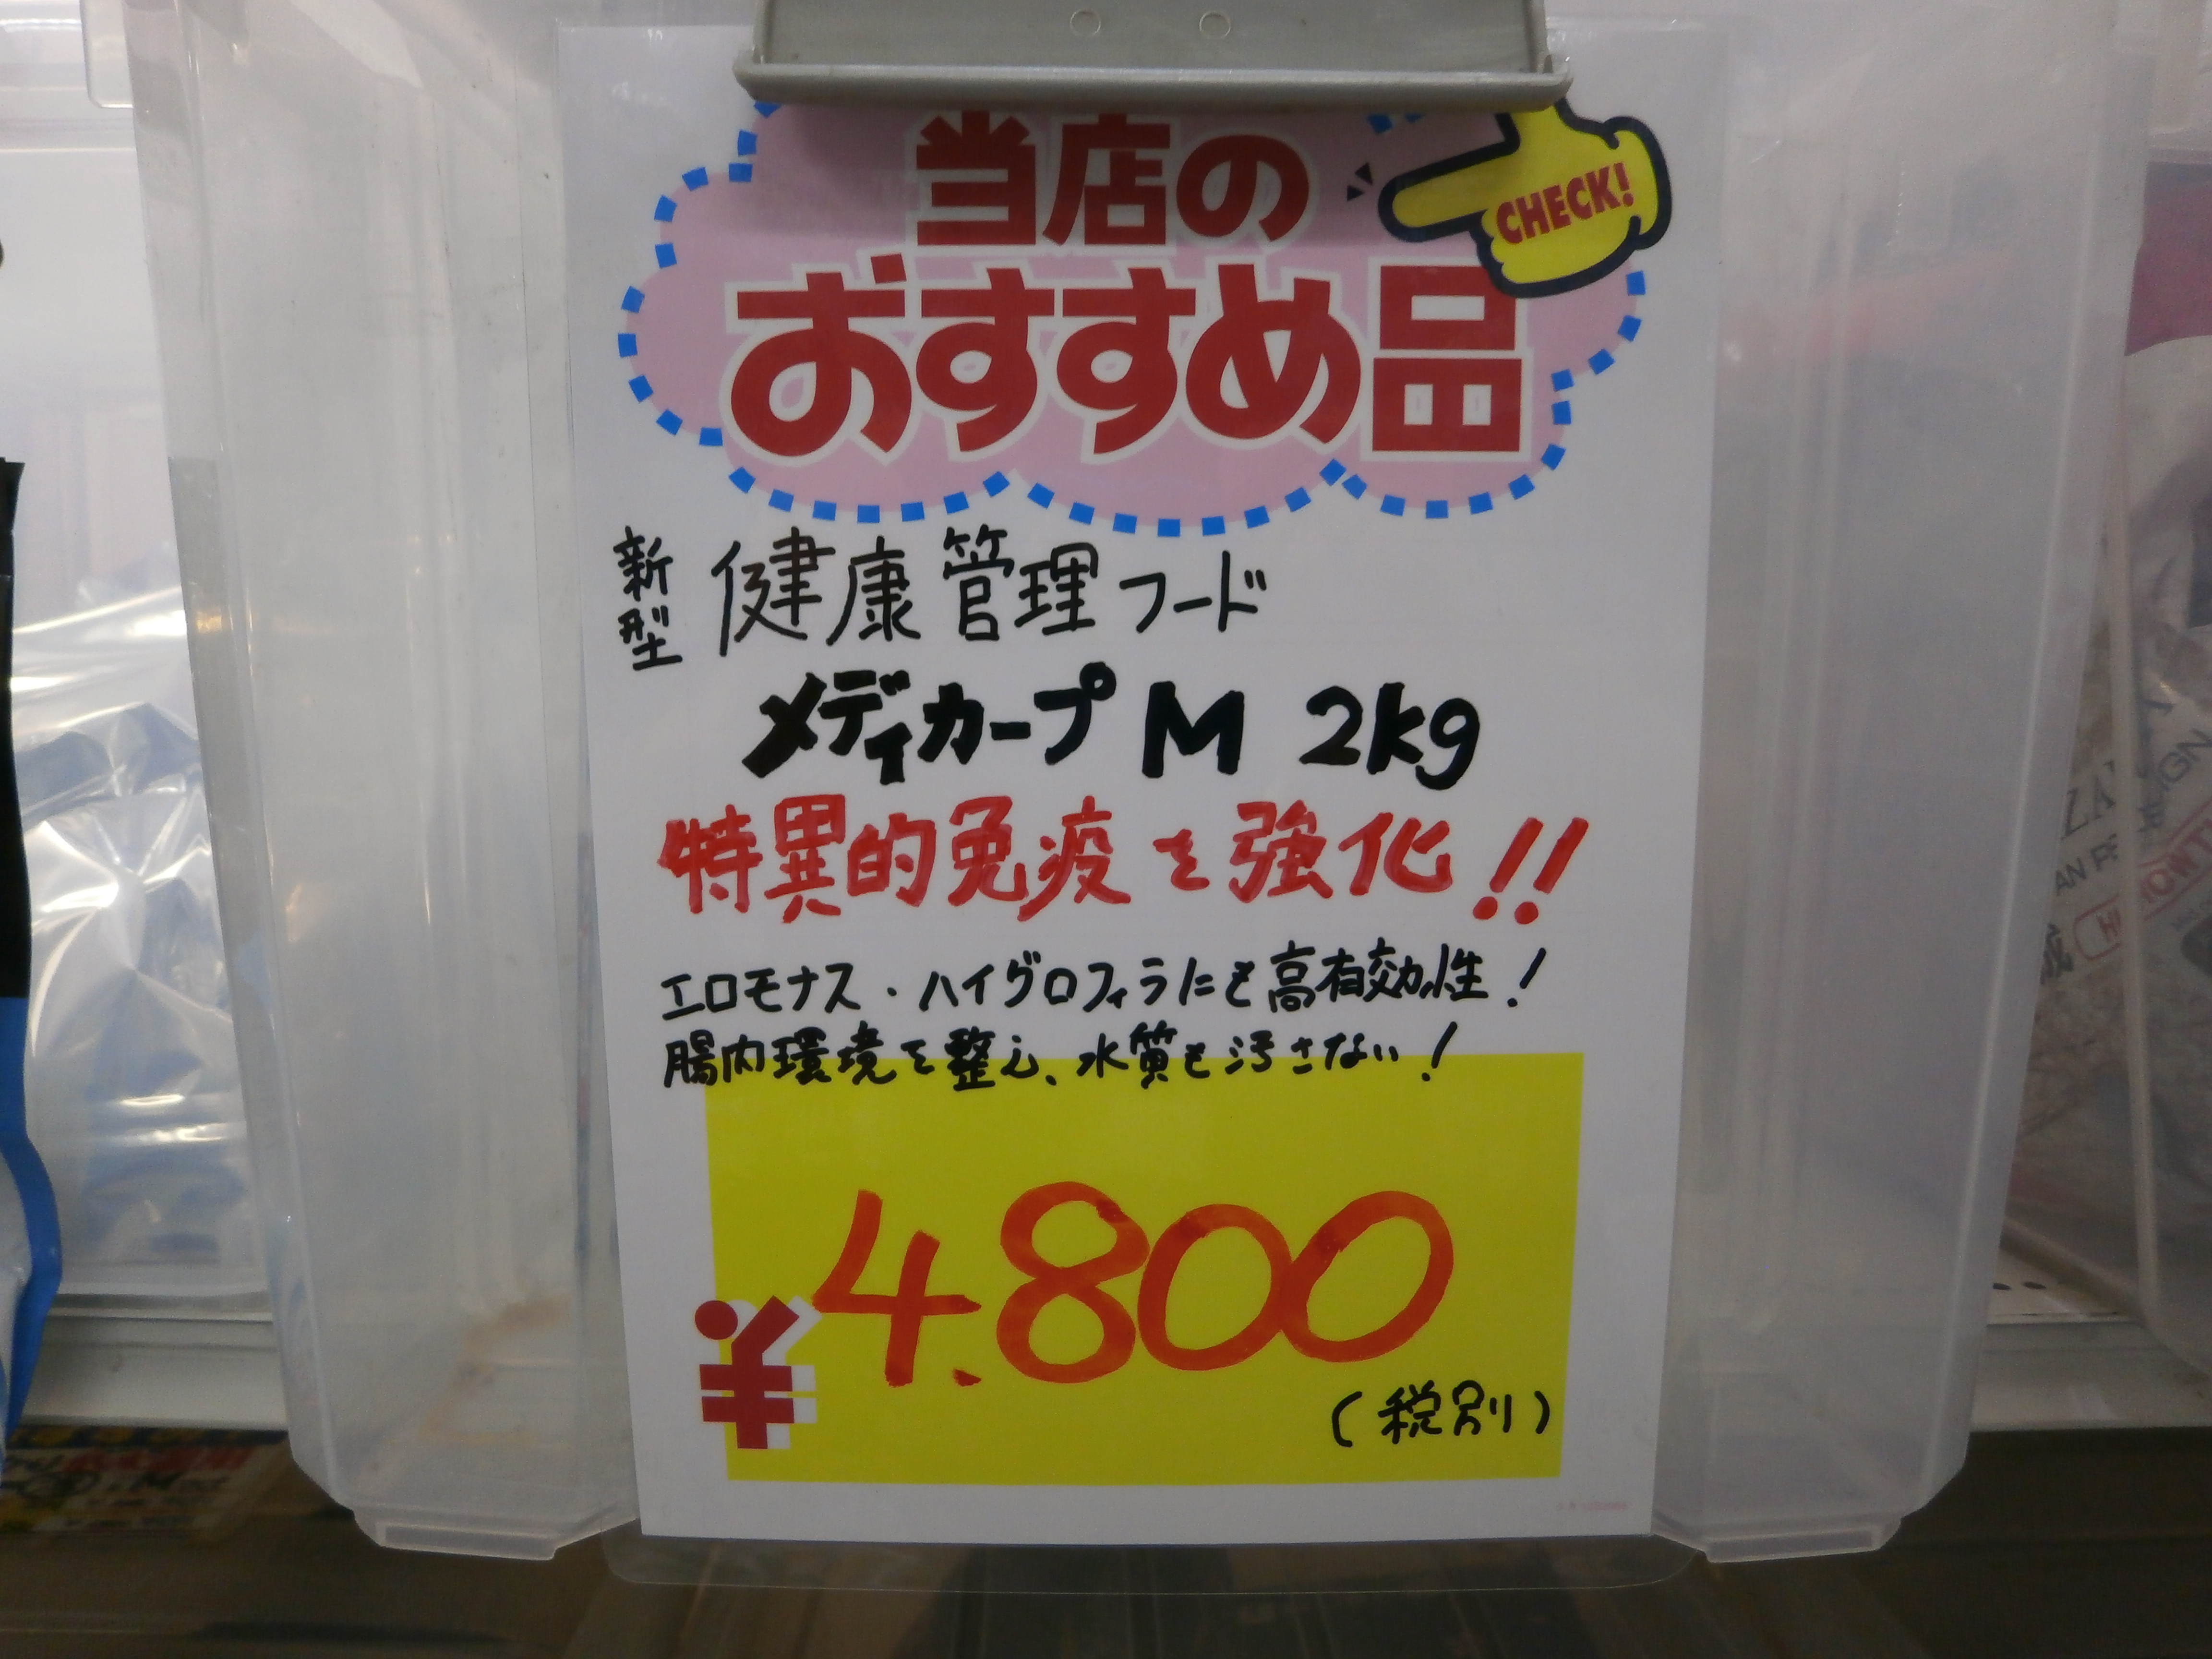 当店の
CHECK!
おすすめ品
新型 健康管理フード
メディカープ M 2kg
特異的免疫を強化!!
エロモナス・ハイグロフィラにも高有効性!
腸内環境を整え、水質も汚さない!
¥4,800
(税別)